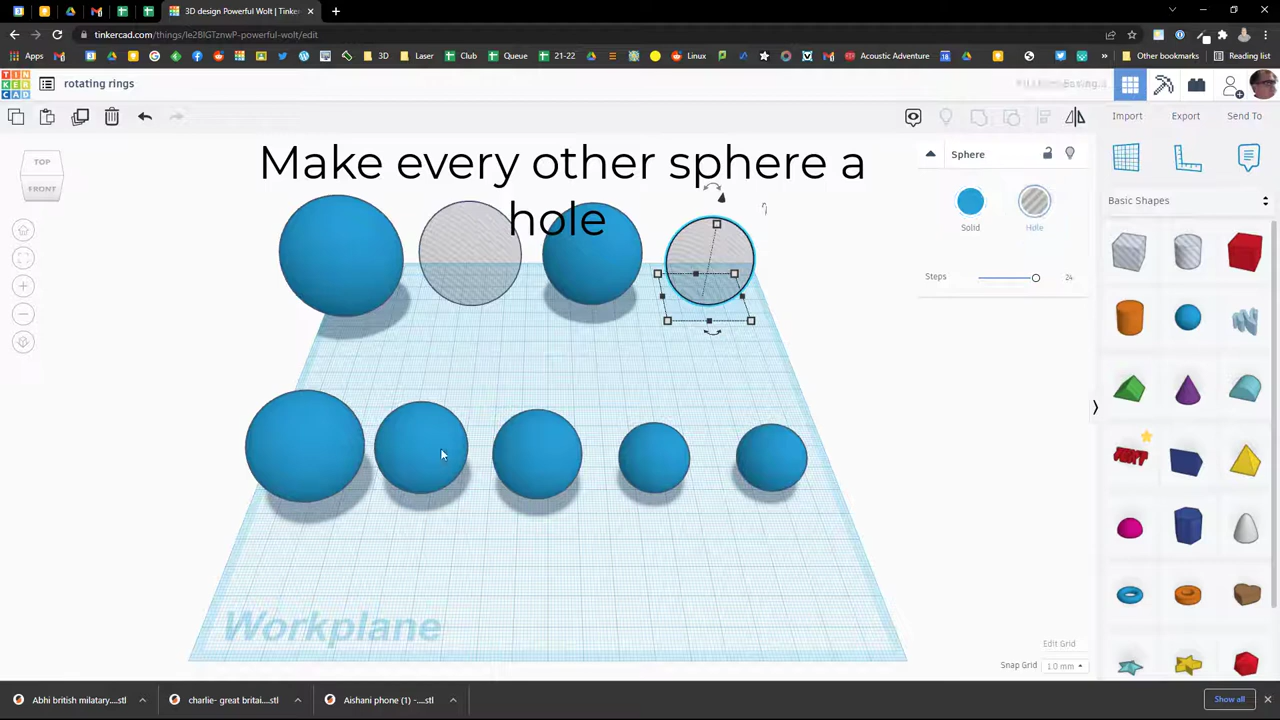 3D design Powerful Wolt | Tinker
tinkercad.com/things/le2BIGTznwP-powerful-wolt/edit
Apps
3D
Laser
Club
Queue
21-22
Linux
Acoustic Adventure
Other bookmarks
Reading list
TIN
KER
CAD
rotating rings
Import
Export
Send To
TOP
FRONT
Make every other sphere a
hole
Sphere
Solid
Hole
Steps
24
Basic Shapes
Workplane
Edit Grid
Snap Grid
1.0 mm
Abhi british milatary....stl
charlie- great britai....stl
Aishani phone (1) -....stl
Show all